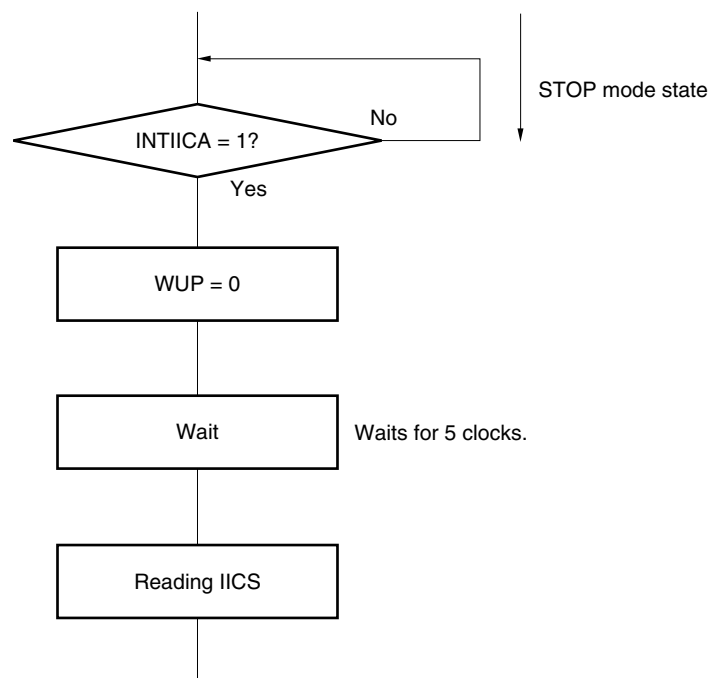 STOP mode state
No
INTIICA = 1?
Yes
WUP = 0
Wait
Waits for 5 clocks.
Reading IICS